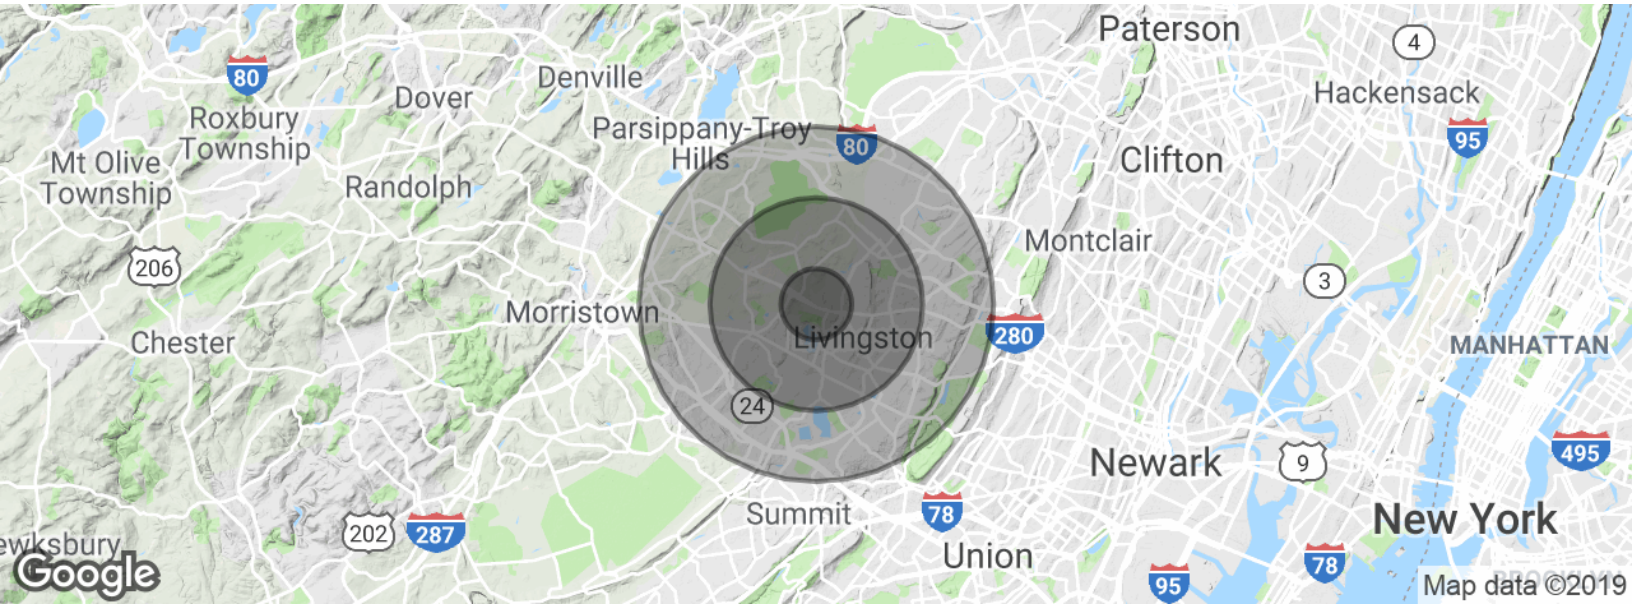 Paterson
4
Denville
80
Dover
Hackensack
Roxbury
Township
Parsippany-Troy
Hills
80
95
Mt Olive
Township
Clifton
Randolph
Montclair
206
3
Morristown
Chester
Livingston
280
MANHATTAN
24
Newark
9
495
Summit
78
New York
202
287
ewksbury
Union
78
95
Google
Map data ©2019